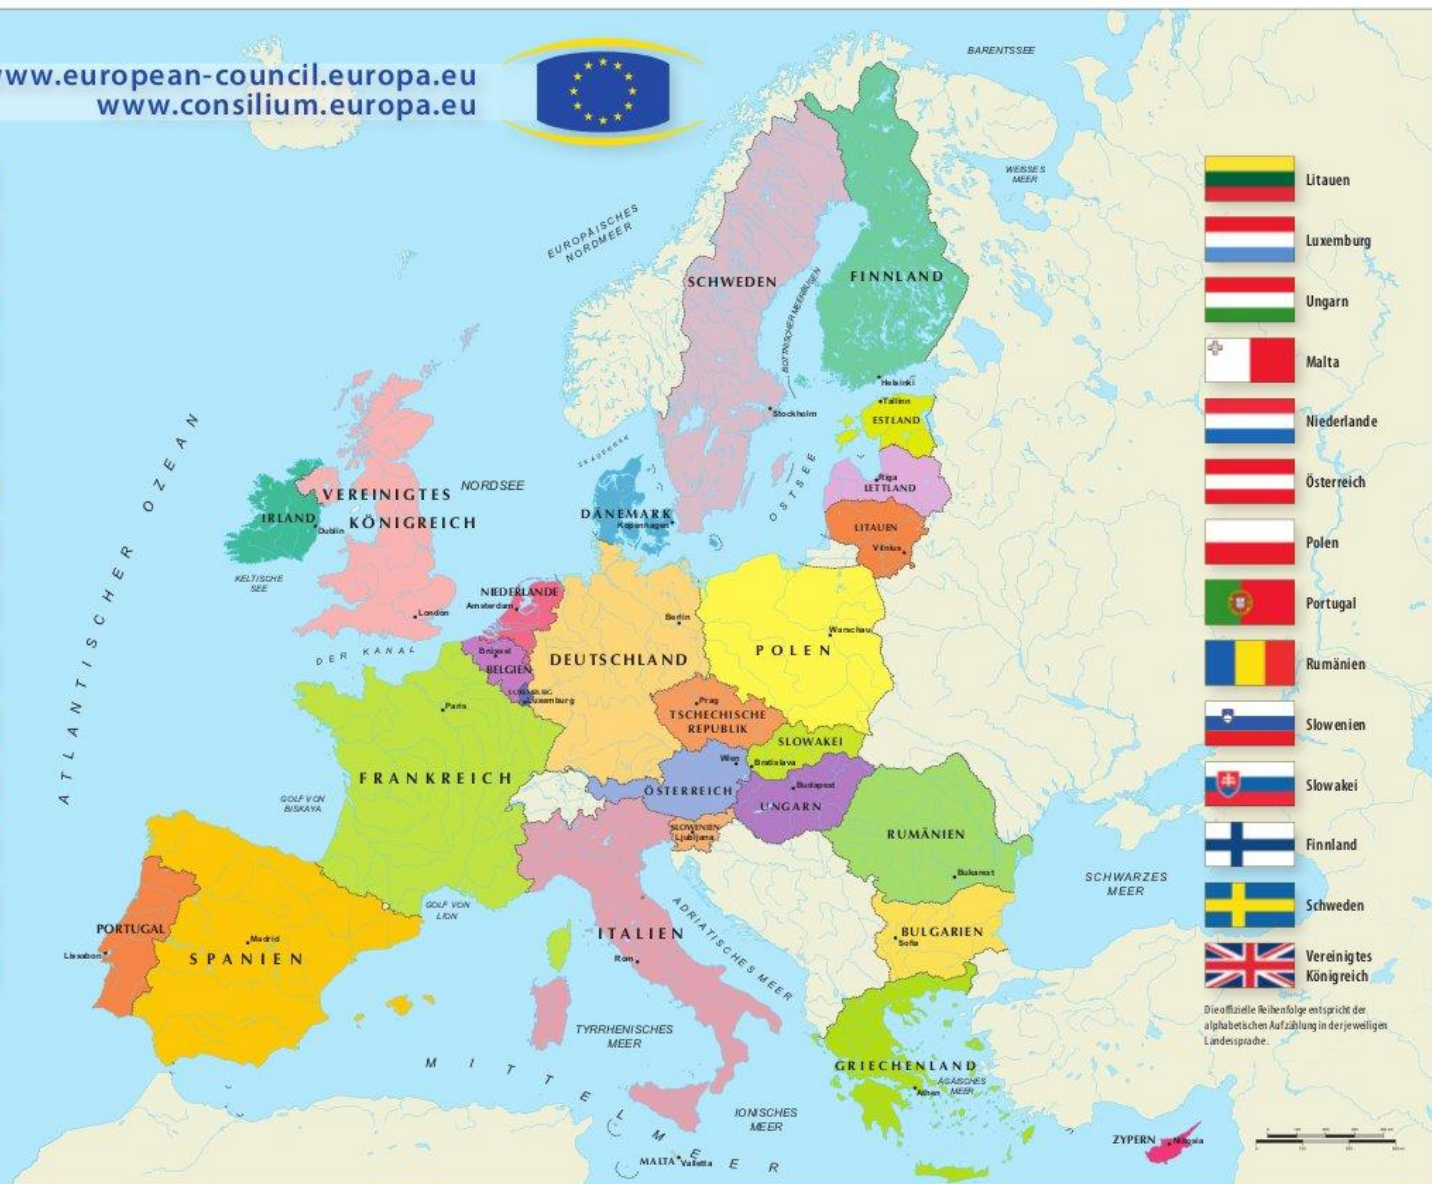 www.european-council.europa.eu
www.consilium.europa.eu
BARENTSSEE
WEISSES
MEER
EUROPÄISCHES
NORDMEER
SCHWEDEN
FINNLAND
BOTTNISCHER MEERBUSEN
Helsinki
Tallinn
Stockholm
ESTLAND
SKAGERRAK
OSTSEE
Riga
LETTLAND
ATLANTISCHER OZEAN
VEREINIGTES
KÖNIGREICH
NORDSEE
IRLAND
Dublin
DÄNEMARK
Kopenhagen
LITAUEN
Vilnius
KELTISCHE
SEE
London
NIEDERLANDE
Amsterdam
Berlin
Warschau
DER KANAL
Brüssel
BELGIEN
DEUTSCHLAND
POLEN
LUXEMBURG
Luxemburg
Paris
Prag
TSCHECHISCHE
REPUBLIK
SLOWAKEI
Wien
Bratislava
FRANKREICH
ÖSTERREICH
Budapest
UNGARN
GOLF VON
BISKAYA
SLOWENIEN
Ljubljana
RUMÄNIEN
Bukarest
SCHWARZES
MEER
GOLF VON
LION
ADRIATISCHES MEER
PORTUGAL
Lissabon
Madrid
SPANIEN
ITALIEN
Rom
BULGARIEN
Sofia
TYRRHENISCHES
MEER
MITTELMEER
GRIECHENLAND
ÄGÄISCHES
MEER
Athen
IONISCHES
MEER
MALTA
Valletta
ZYPERN
Nikosia
Litauen
Luxemburg
Ungarn
Malta
Niederlande
Österreich
Polen
Portugal
Rumänien
Slowenien
Slowakei
Finnland
Schweden
Vereinigtes
Königreich
Die offizielle Reihenfolge entspricht der
alphabetischen Aufzählung in der jeweiligen
Landessprache.